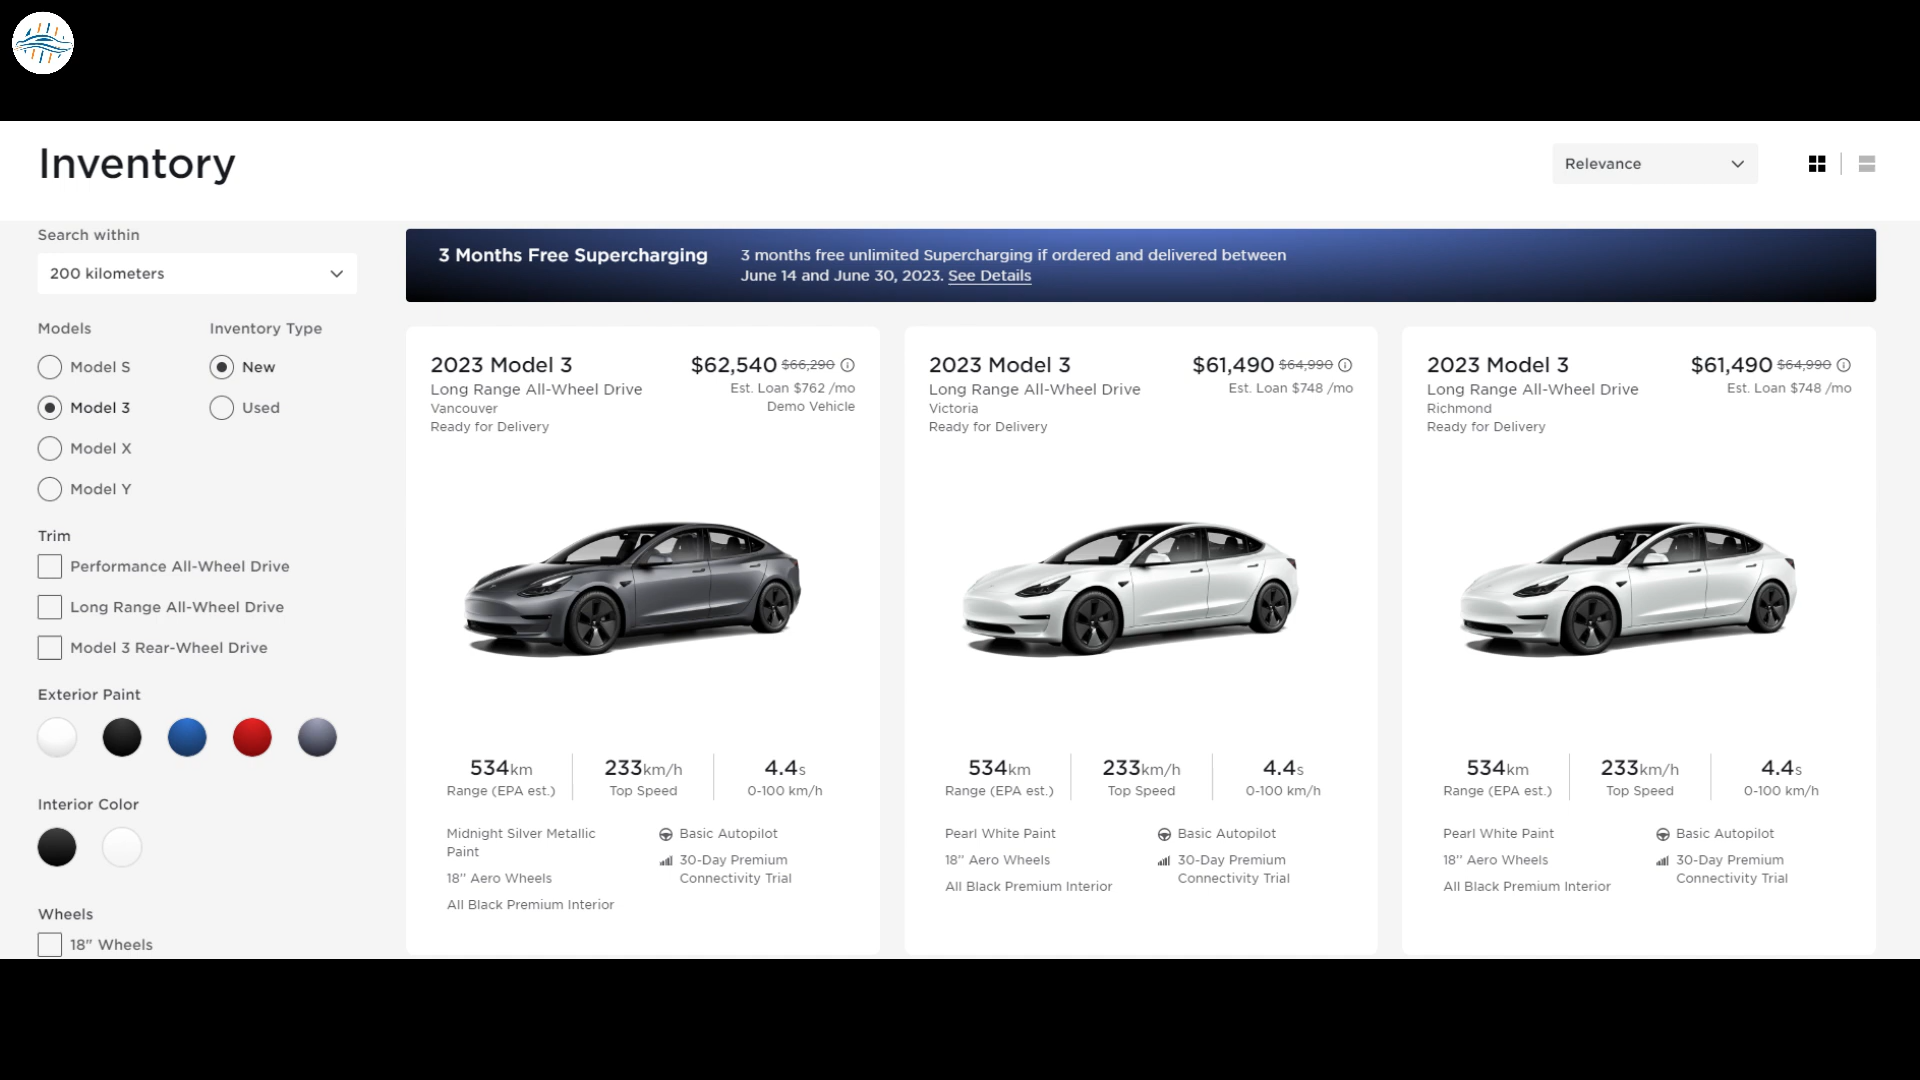 Inventory
Relevance
Search within
200 kilometers
Models
Inventory Type
Model S
New
Model 3
Used
Model X
Model Y
Trim
Performance All-Wheel Drive
Long Range All-Wheel Drive
Model 3 Rear-Wheel Drive
Exterior Paint
Interior Color
Wheels
18" Wheels
3 Months Free Supercharging
3 months free unlimited Supercharging if ordered and delivered between
June 14 and June 30, 2023. See Details
2023 Model 3
$62,540 $66,290
Long Range All-Wheel Drive
Est. Loan $762 /mo
Vancouver
Demo Vehicle
Ready for Delivery
534km
233km/h
4.4s
Range (EPA est.)
Top Speed
0-100 km/h
Midnight Silver Metallic
Paint
18’’ Aero Wheels
All Black Premium Interior
Basic Autopilot
30-Day Premium
Connectivity Trial
2023 Model 3
$61,490 $64,990
Long Range All-Wheel Drive
Est. Loan $748 /mo
Victoria
Ready for Delivery
534km
233km/h
4.4s
Range (EPA est.)
Top Speed
0-100 km/h
Pearl White Paint
18’’ Aero Wheels
All Black Premium Interior
Basic Autopilot
30-Day Premium
Connectivity Trial
2023 Model 3
$61,490 $64,990
Long Range All-Wheel Drive
Est. Loan $748 /mo
Richmond
Ready for Delivery
534km
233km/h
4.4s
Range (EPA est.)
Top Speed
0-100 km/h
Pearl White Paint
18’’ Aero Wheels
All Black Premium Interior
Basic Autopilot
30-Day Premium
Connectivity Trial